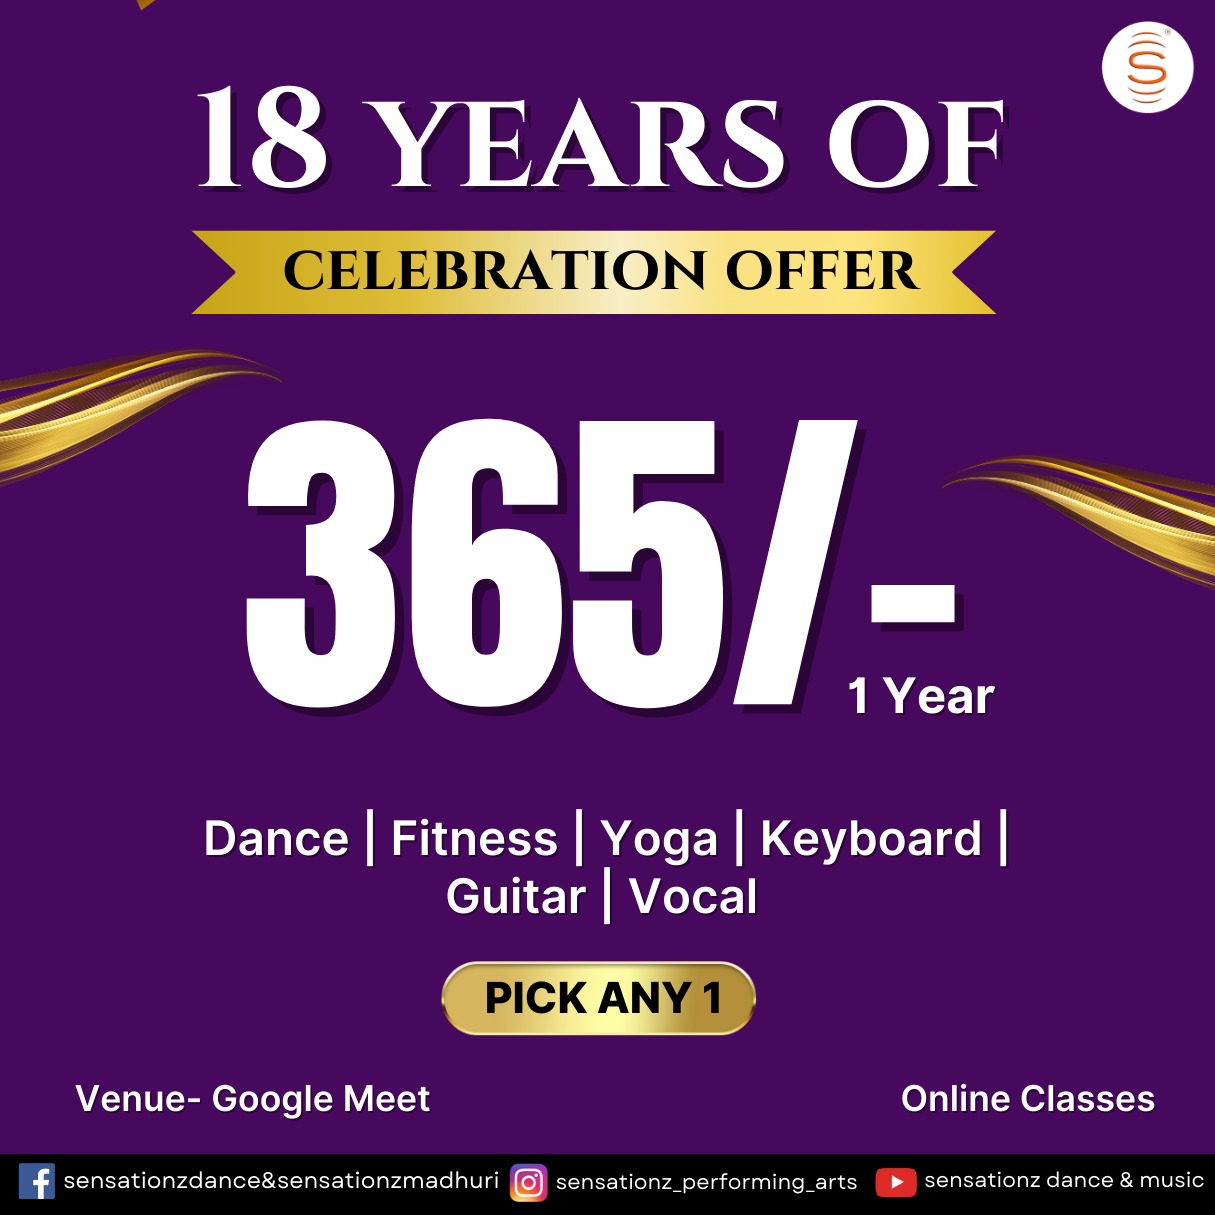 S
®
18 YEARS OF
CELEBRATION OFFER
365/-
1 Year
Dance | Fitness | Yoga | Keyboard |
Guitar | Vocal
PICK ANY 1
Venue- Google Meet
Online Classes
sensationzdance&sensationzmadhuri
sensationz_performing_arts
sensationz dance & music